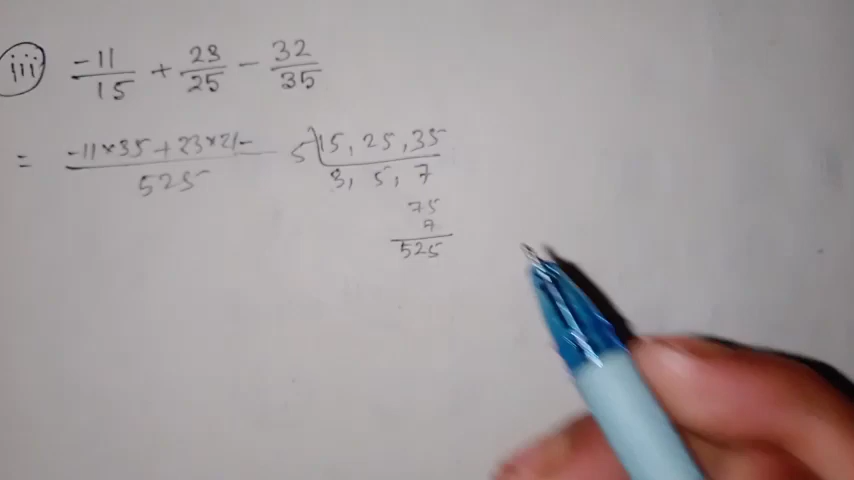 iii -11/15 + 23/25 - 32/35
= -11×35+23×21-/525
5 15, 25, 35
3, 5, 7
75
7
525